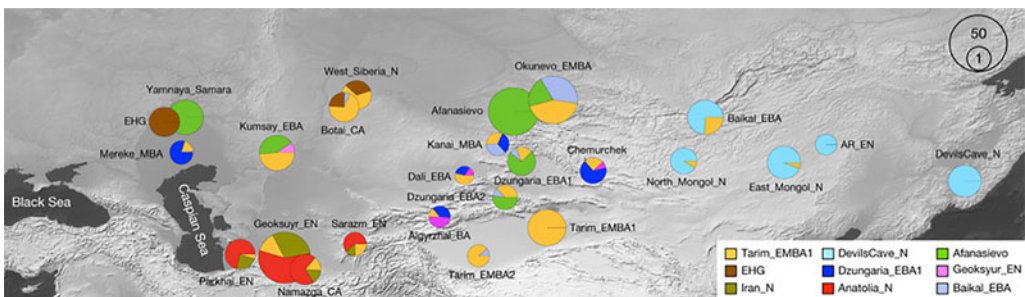 50
1
Okunevo_EMBA
West_Siberia_N
Yamnaya_Samara
Afanasievo
EHG
Botai_CA
Kumsay_EBA
Baikal_EBA
Mereke_MBA
Kanai_MBA
Chemurchek
AR_EN
DevilsCave_N
Dali_EBA
Dzungaria_EBA1
North_Mongol_N
East_Mongol_N
Dzungaria_EBA2
Black Sea
Caspian Sea
Geoksuyr_EN
Sarazm_EN
Aigyrzhal_BA
Tarim_EMBA1
Parkhai_EN
Namazga_CA
Tarim_EMBA2
Tarim_EMBA1
DevilsCave_N
Afanasievo
EHG
Dzungaria_EBA1
Geoksyur_EN
Iran_N
Anatolia_N
Baikal_EBA